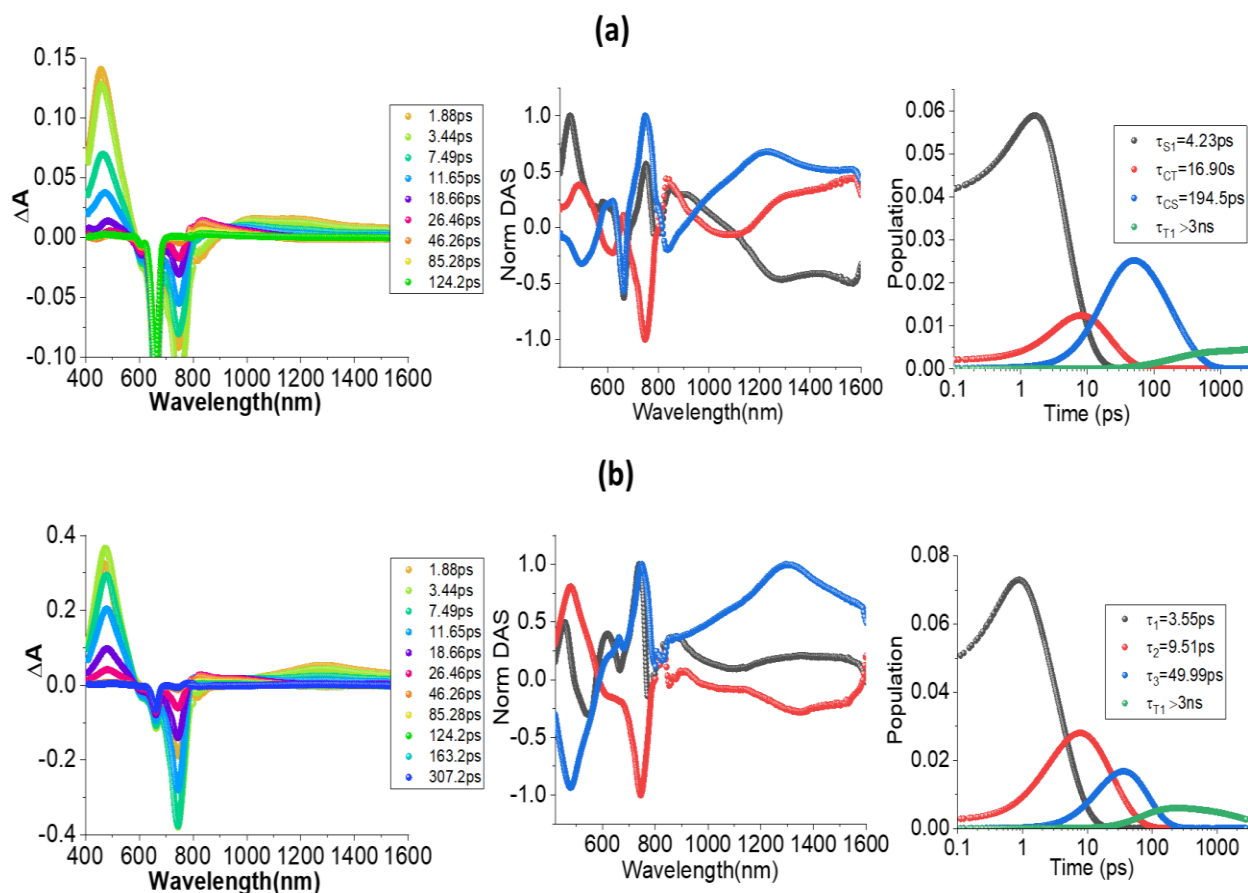 (a)
0.15
0.10
0.05
0.00
-0.05
-0.10
ΔA
400 600 800 1000 1200 1400 1600
Wavelength(nm)
1.88ps
3.44ps
7.49ps
11.65ps
18.66ps
26.46ps
46.26ps
85.28ps
124.2ps
1.0
0.5
0.0
-0.5
-1.0
Norm DAS
600 800 1000 1200 1400 1600
Wavelength(nm)
0.06
0.05
0.04
0.03
0.02
0.01
0.00
Population
0.1 1 10 100 1000
Time (ps)
τS1=4.23ps
τCT=16.90s
τCS=194.5ps
τT1>3ns
(b)
0.4
0.2
0.0
-0.2
-0.4
ΔA
400 600 800 1000 1200 1400 1600
Wavelength(nm)
1.88ps
3.44ps
7.49ps
11.65ps
18.66ps
26.46ps
46.26ps
85.28ps
124.2ps
163.2ps
307.2ps
1.0
0.5
0.0
-0.5
-1.0
Norm DAS
600 800 1000 1200 1400 1600
Wavelength(nm)
0.08
0.06
0.04
0.02
0.00
Population
0.1 1 10 100 1000
Time (ps)
τ1=3.55ps
τ2=9.51ps
τ3=49.99ps
τT1>3ns